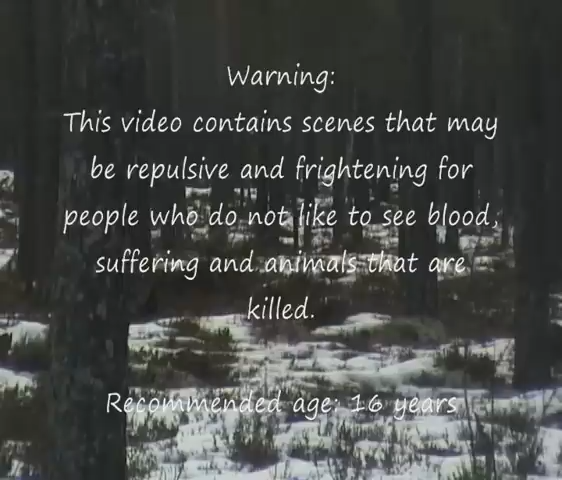 Warning:
This video contains scenes that may
be repulsive and frightening for
people who do not like to see blood,
suffering and animals that are
killed.
Recommended age: 16 years